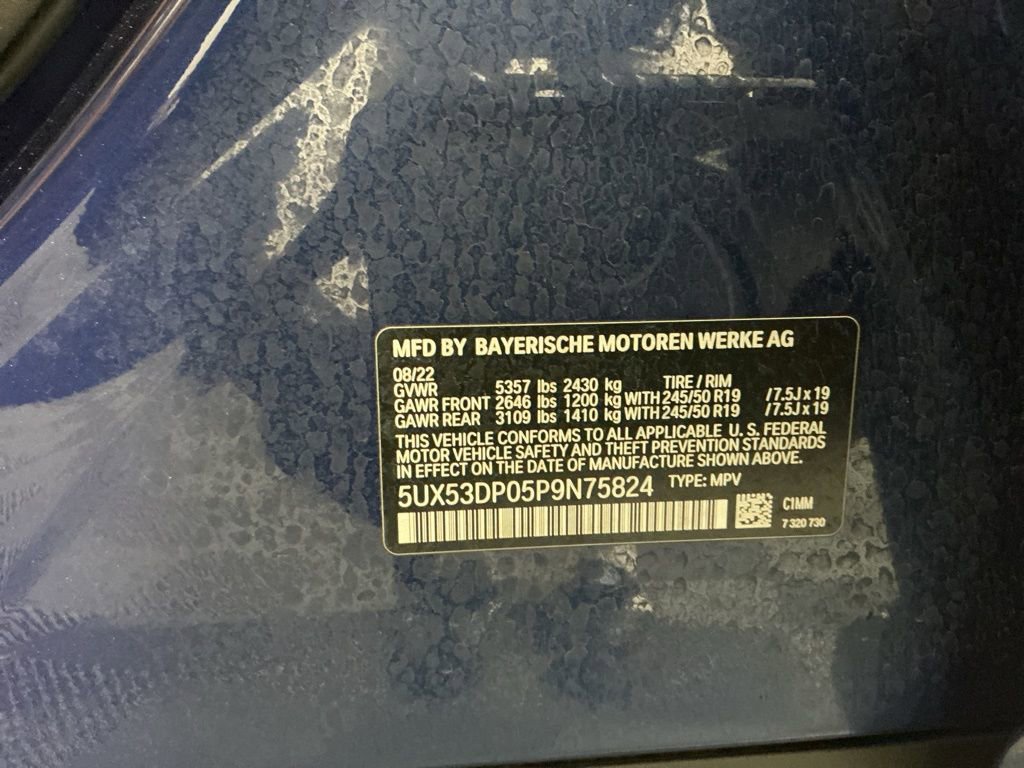 MFD BY BAYERISCHE MOTOREN WERKE AG
08/22
GVWR 5357 lbs 2430 kg TIRE / RIM
GAWR FRONT 2646 lbs 1200 kg WITH 245/50 R19 /7.5J x 19
GAWR REAR 3109 lbs 1410 kg WITH 245/50 R19 /7.5J x 19
THIS VEHICLE CONFORMS TO ALL APPLICABLE U. S. FEDERAL
MOTOR VEHICLE SAFETY AND THEFT PREVENTION STANDARDS
IN EFFECT ON THE DATE OF MANUFACTURE SHOWN ABOVE.
5UX53DP05P9N75824 TYPE: MPV
C1MM
7 320 730